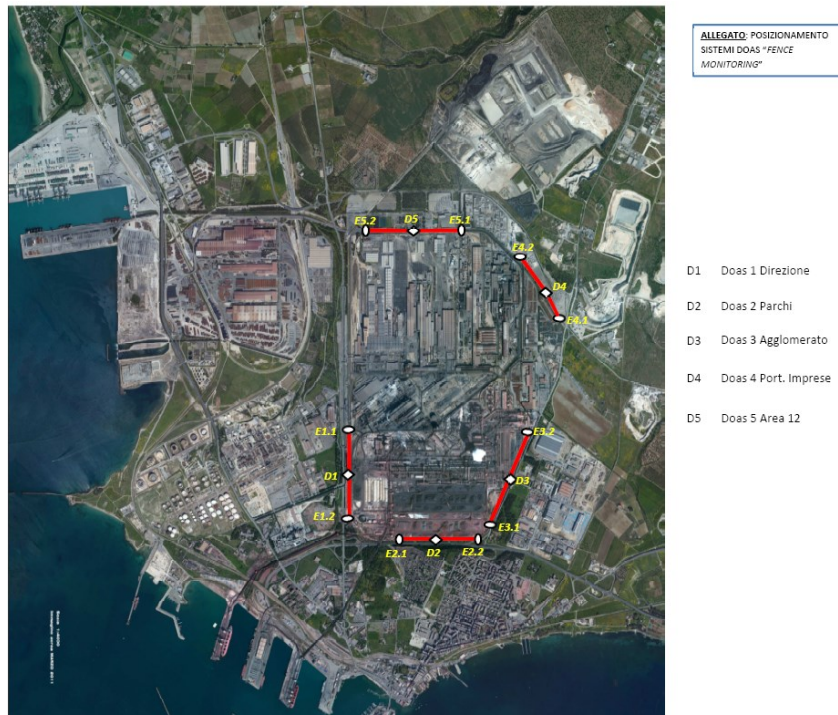 ALLEGATO: POSIZIONAMENTO
SISTEMI DOAS "FENCE
MONITORING"
E5.2
D5
E5.1
E4.2
D4
E4.1
D1 Doas 1 Direzione
D2 Doas 2 Parchi
D3 Doas 3 Agglomerato
D4 Doas 4 Port. Imprese
D5 Doas 5 Area 12
E1.1
E3.2
D1
D3
E1.2
E3.1
E2.1
D2
E2.2